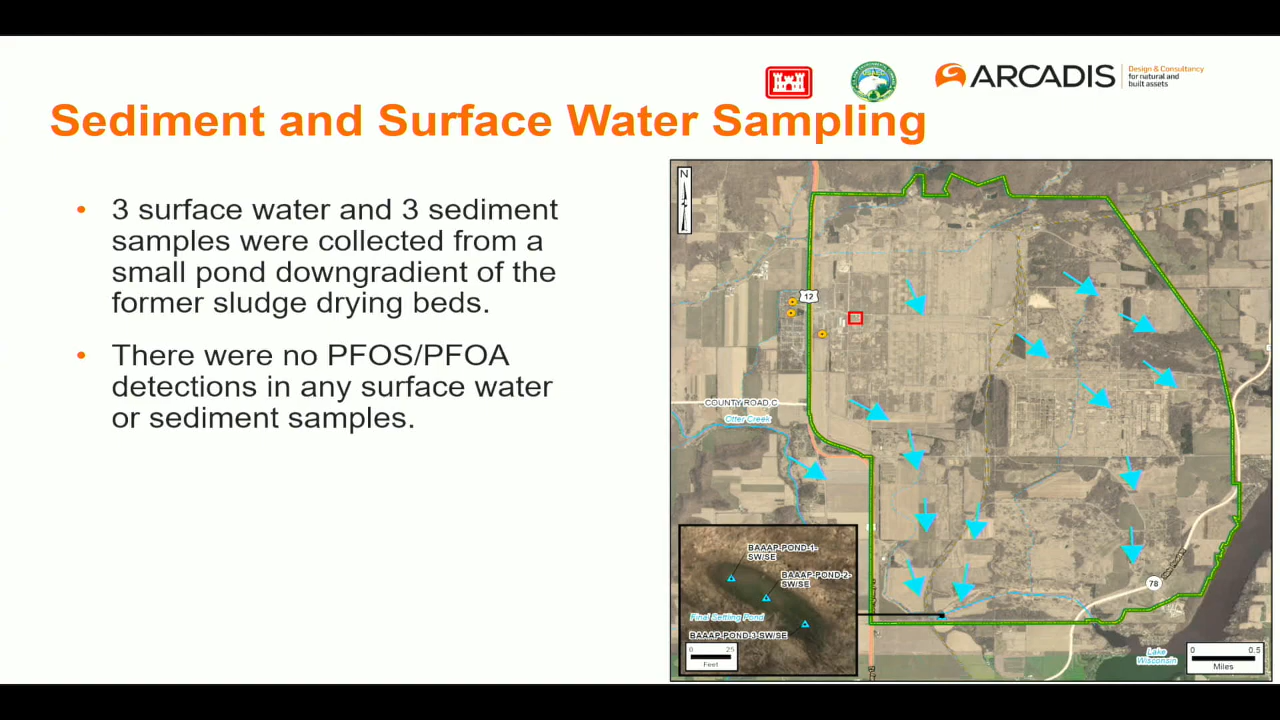 ARCADIS
Design & Consultancy
for natural and
built assets
Sediment and Surface Water Sampling
• 3 surface water and 3 sediment
samples were collected from a
small pond downgradient of the
former sludge drying beds.
• There were no PFOS/PFOA
detections in any surface water
or sediment samples.
N
12
COUNTY ROAD C
Otter Creek
BAAAP-POND-1-
SW/SE
BAAAP-POND-2-
SW/SE
Final Settling Pond
BAAAP-POND-3-SW/SE
0 25
Feet
78
Lake
Wisconsin
0 0.5
Miles